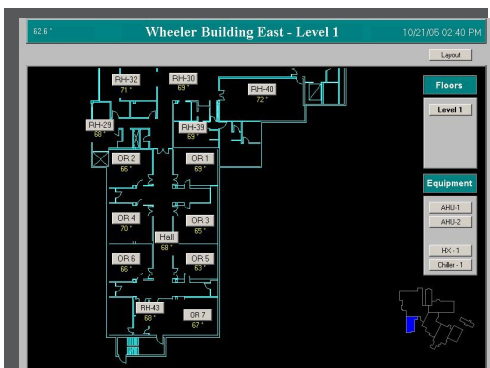 62.6 °
Wheeler Building East - Level 1
10/21/05 02:40 PM
Layout
RH-32
71 °
RH-30
69 °
RH-40
72 °
RH-29
68 °
RH-39
69 °
OR 2
66 °
OR 1
69 °
OR 4
70 °
OR 3
65 °
Hall
68 °
OR 6
66 °
OR 5
63 °
RH-43
68 °
OR 7
67 °
Floors
Level 1
Equipment
AHU-1
AHU-2
HX - 1
Chiller - 1